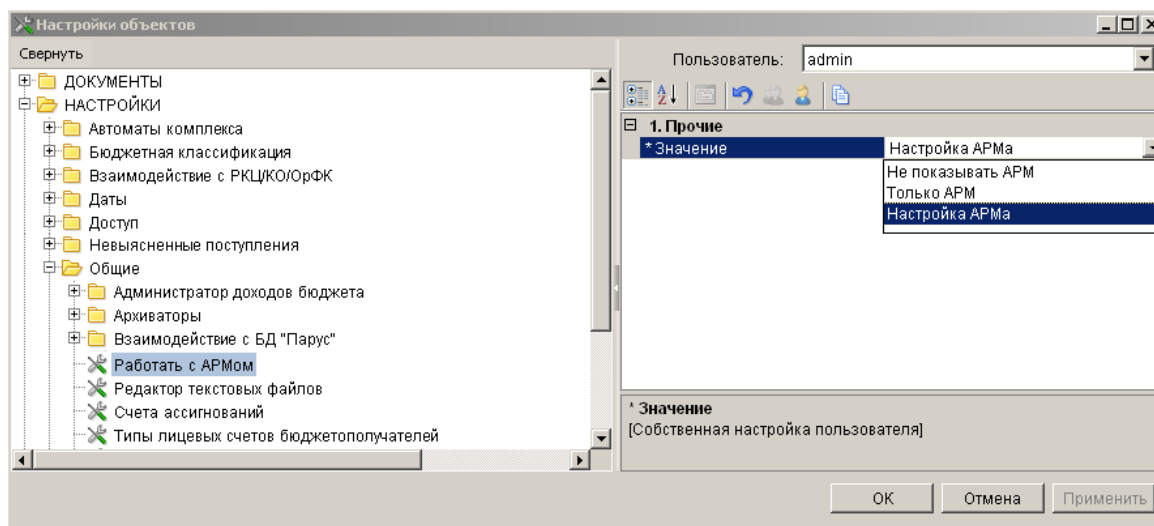 Настройки объектов
Свернуть
ДОКУМЕНТЫ
НАСТРОЙКИ
Автоматы комплекса
Бюджетная классификация
Взаимодействие с РКЦ/КО/ОрФК
Даты
Доступ
Невыясненные поступления
Общие
Администратор доходов бюджета
Архиваторы
Взаимодействие с БД "Парус"
Работать с АРМом
Редактор текстовых файлов
Счета ассигнований
Типы лицевых счетов бюджетополучателей
Пользователь: admin
1. Прочие
* Значение Настройка АРМа
Не показывать АРМ
Только АРМ
Настройка АРМа
* Значение
[Собственная настройка пользователя]
ОК Отмена Применить